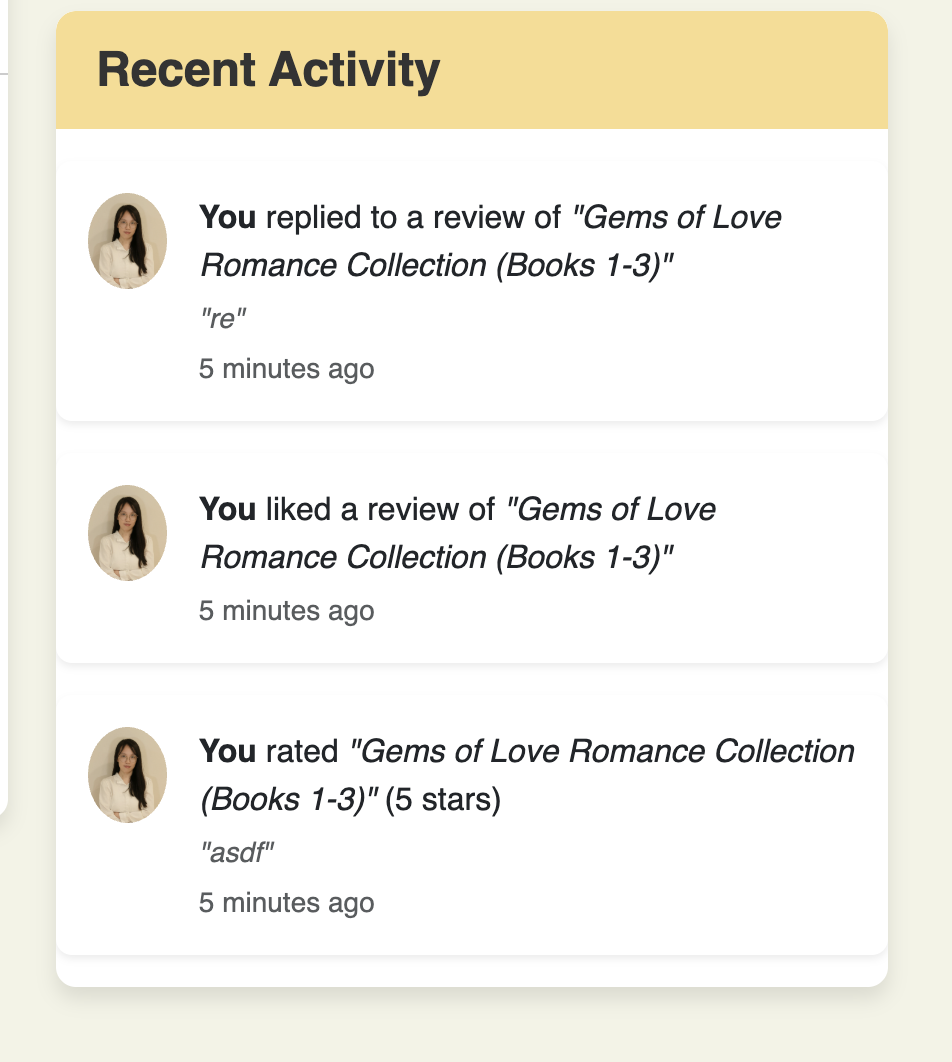 Recent Activity
You replied to a review of "Gems of Love
Romance Collection (Books 1-3)"
"re"
5 minutes ago
You liked a review of "Gems of Love
Romance Collection (Books 1-3)"
5 minutes ago
You rated "Gems of Love Romance Collection
(Books 1-3)" (5 stars)
"asdf"
5 minutes ago